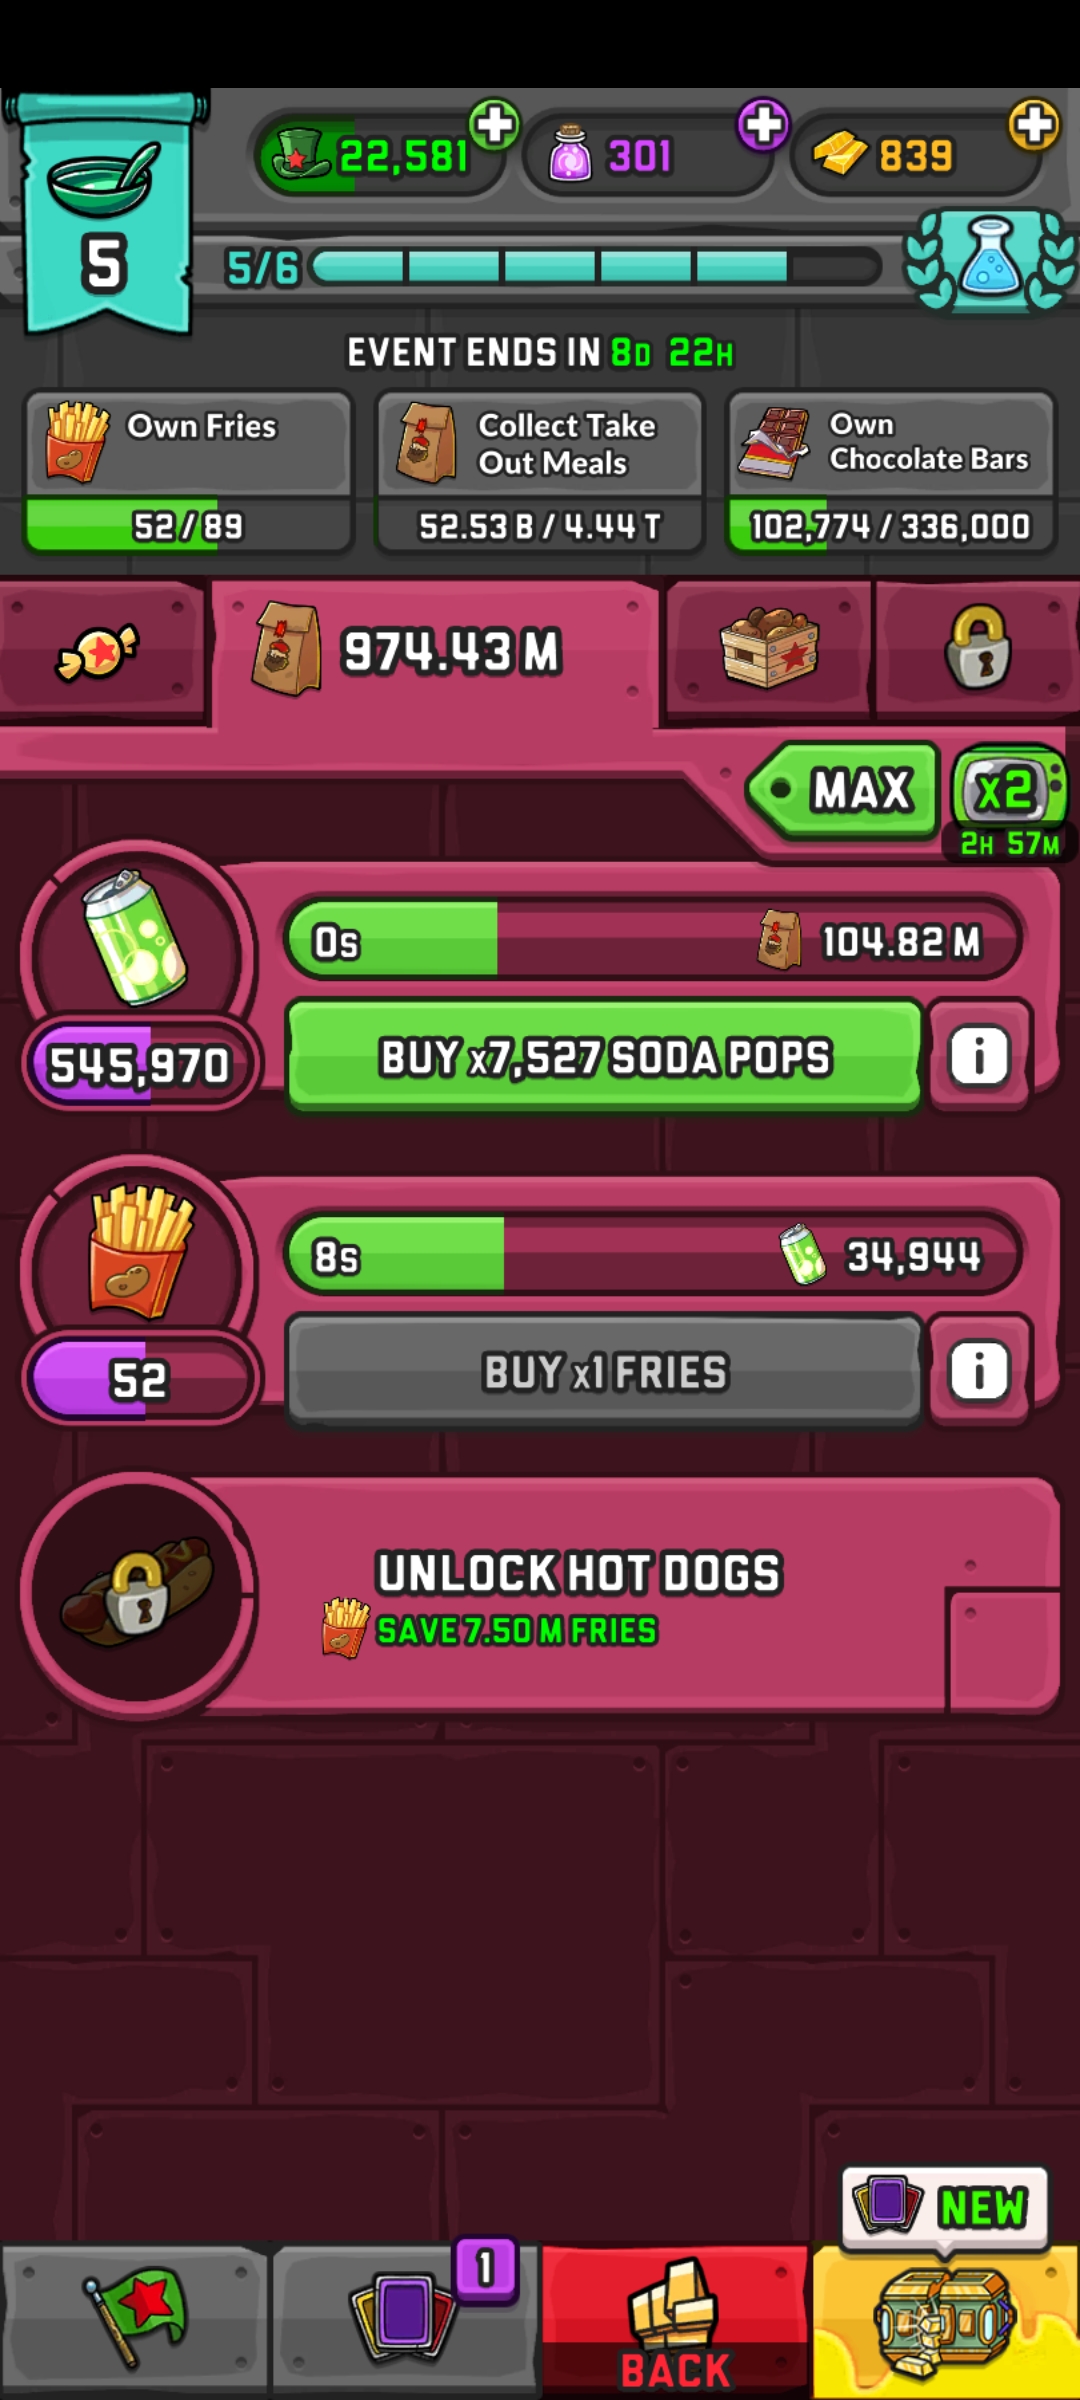 22,581
301
839
5
5/6
EVENT ENDS IN 8D 22H
Own Fries
52/89
Collect Take
Out Meals
52.53 B / 4.44 T
Own
Chocolate Bars
102,774 / 336,000
974.43 M
MAX
x2
2H 57M
0s
104.82 M
545,970
BUY x7,527 SODA POPS
i
8s
34,944
52
BUY x1 FRIES
i
UNLOCK HOT DOGS
SAVE 7.50 M FRIES
NEW
1
BACK